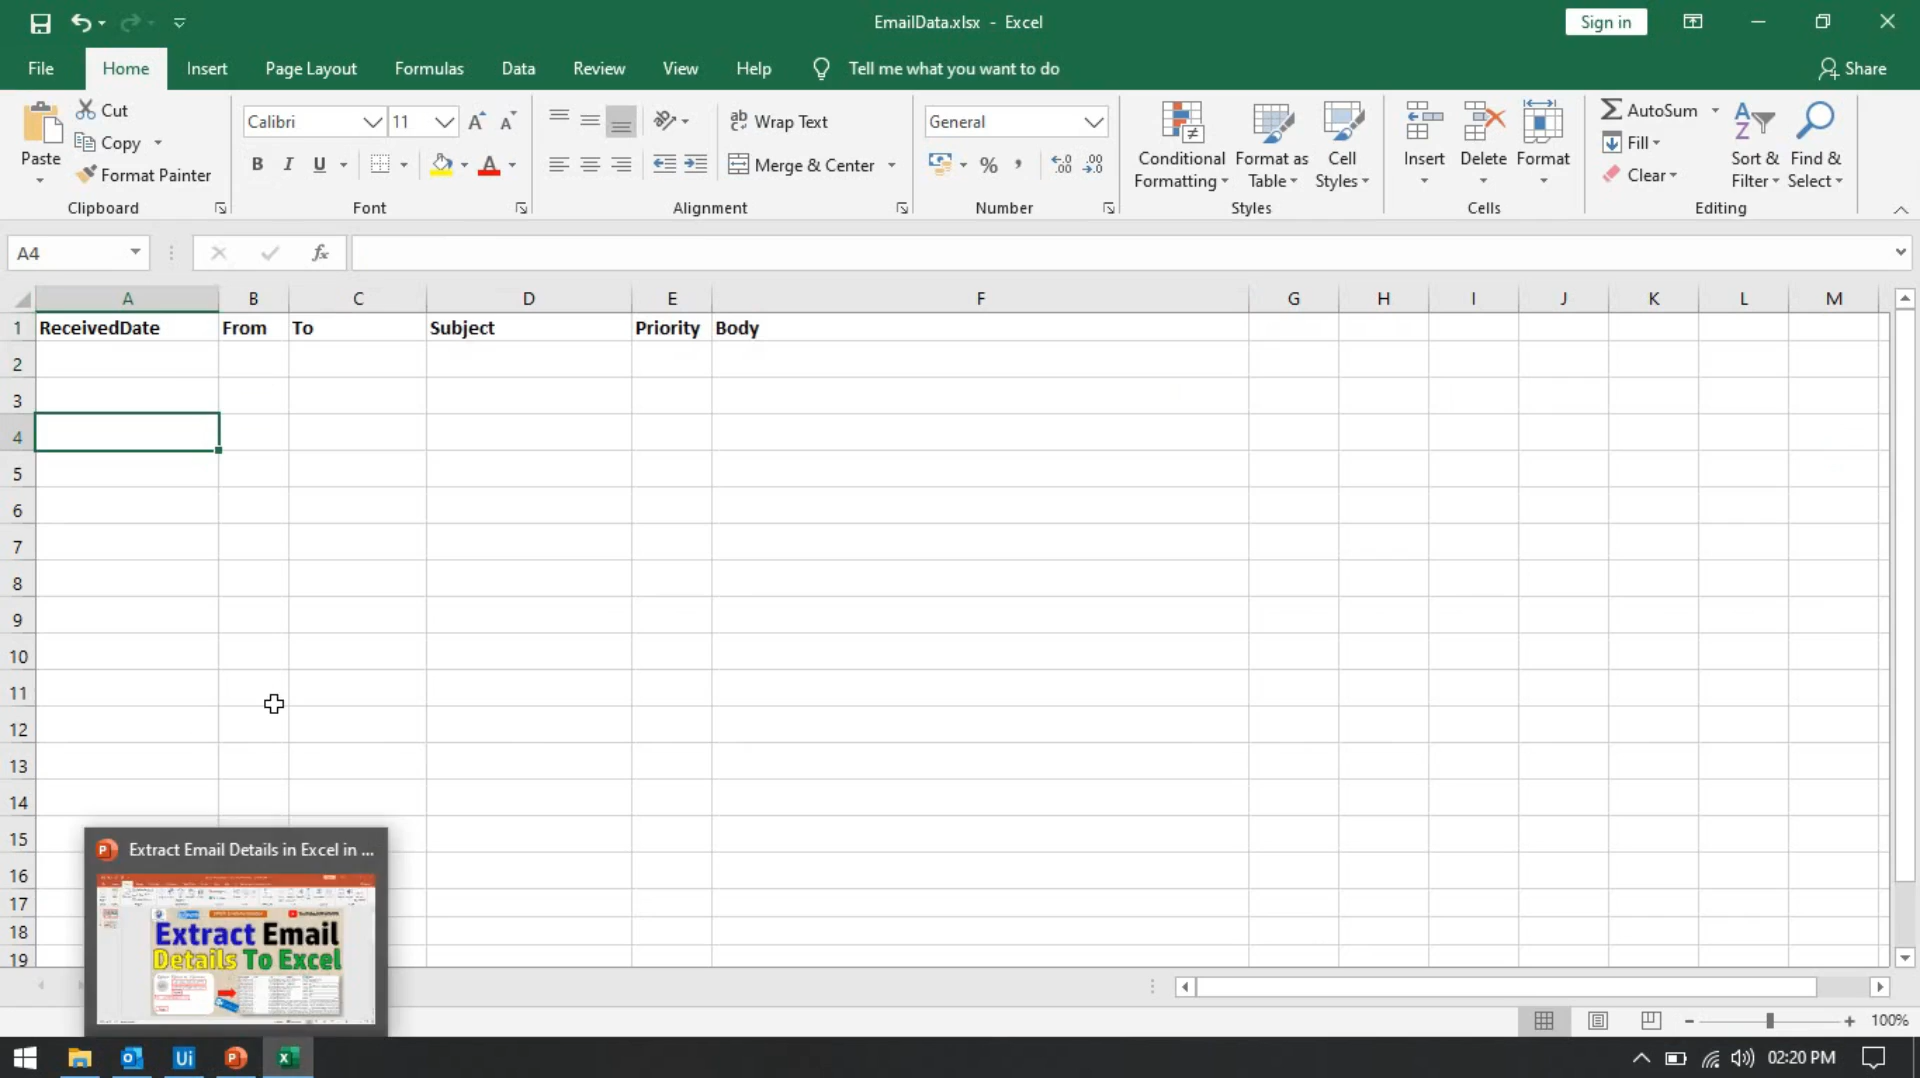 EmailData.xlsx - Excel
Sign in
File Home Insert Page Layout Formulas Data Review View Help Tell me what you want to do Share
Paste Cut Copy Format Painter Clipboard
Calibri 11 B I U A Font
ab Wrap Text Merge & Center Alignment
General % , .00 Number
Conditional Formatting Format as Table Cell Styles Styles
Insert Delete Format Cells
AutoSum Fill Clear Sort & Filter Find & Select Editing
A4 fx
A B C D E F G H I J K L M
1 ReceivedDate From To Subject Priority Body
2
3
4
5
6
7
8
9
10
11
12
13
14
15
16
17
18
19
Extract Email Details in Excel in ...
Extract Email
Details To Excel
100%
Ui
02:20 PM